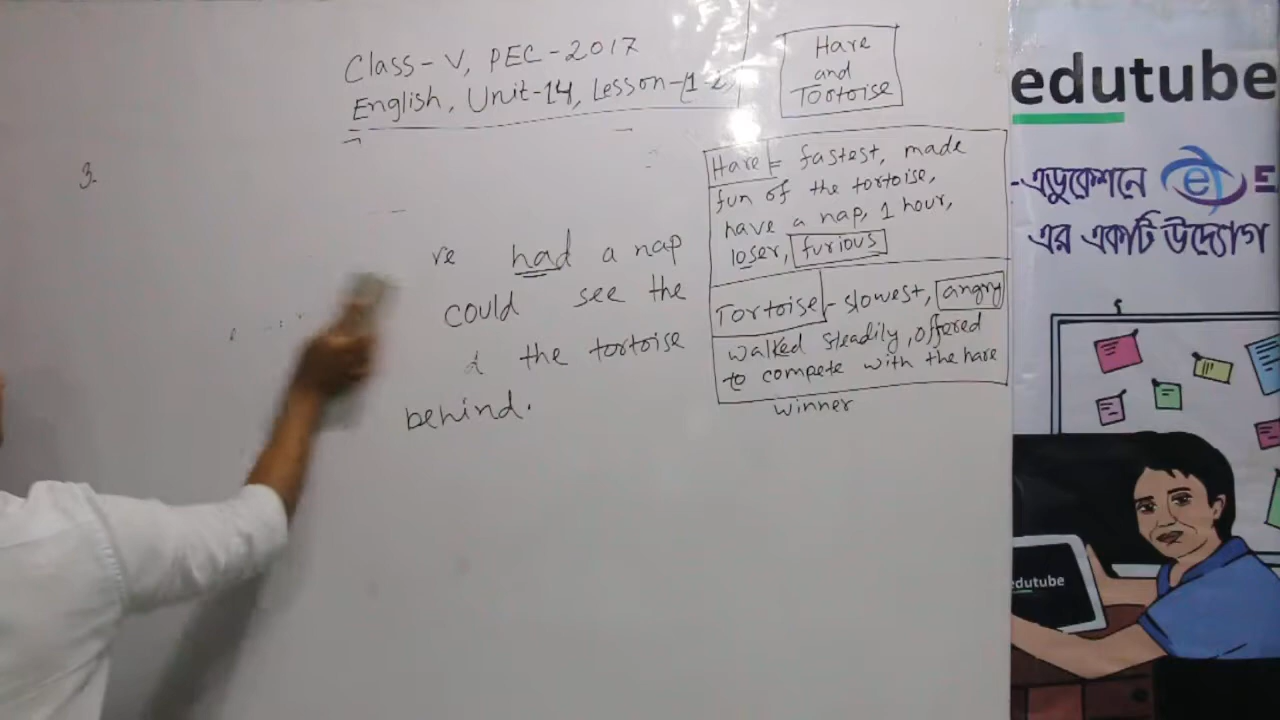 Class-V, PEC-2017
English, Unit-14, Lesson-(1-2)
Hare
and
Tortoise
3.
re had a nap
could see the
d the tortoise
behind.
Hare = fastest, made
fun of the tortoise,
have a nap, 1 hour,
loser, furious
Tortoise - slowest, angry
walked steadily, offered
to compete with the hare
winner
edutube
-এডুকেশনে e E
এর একটি উদ্যোগ
edutube